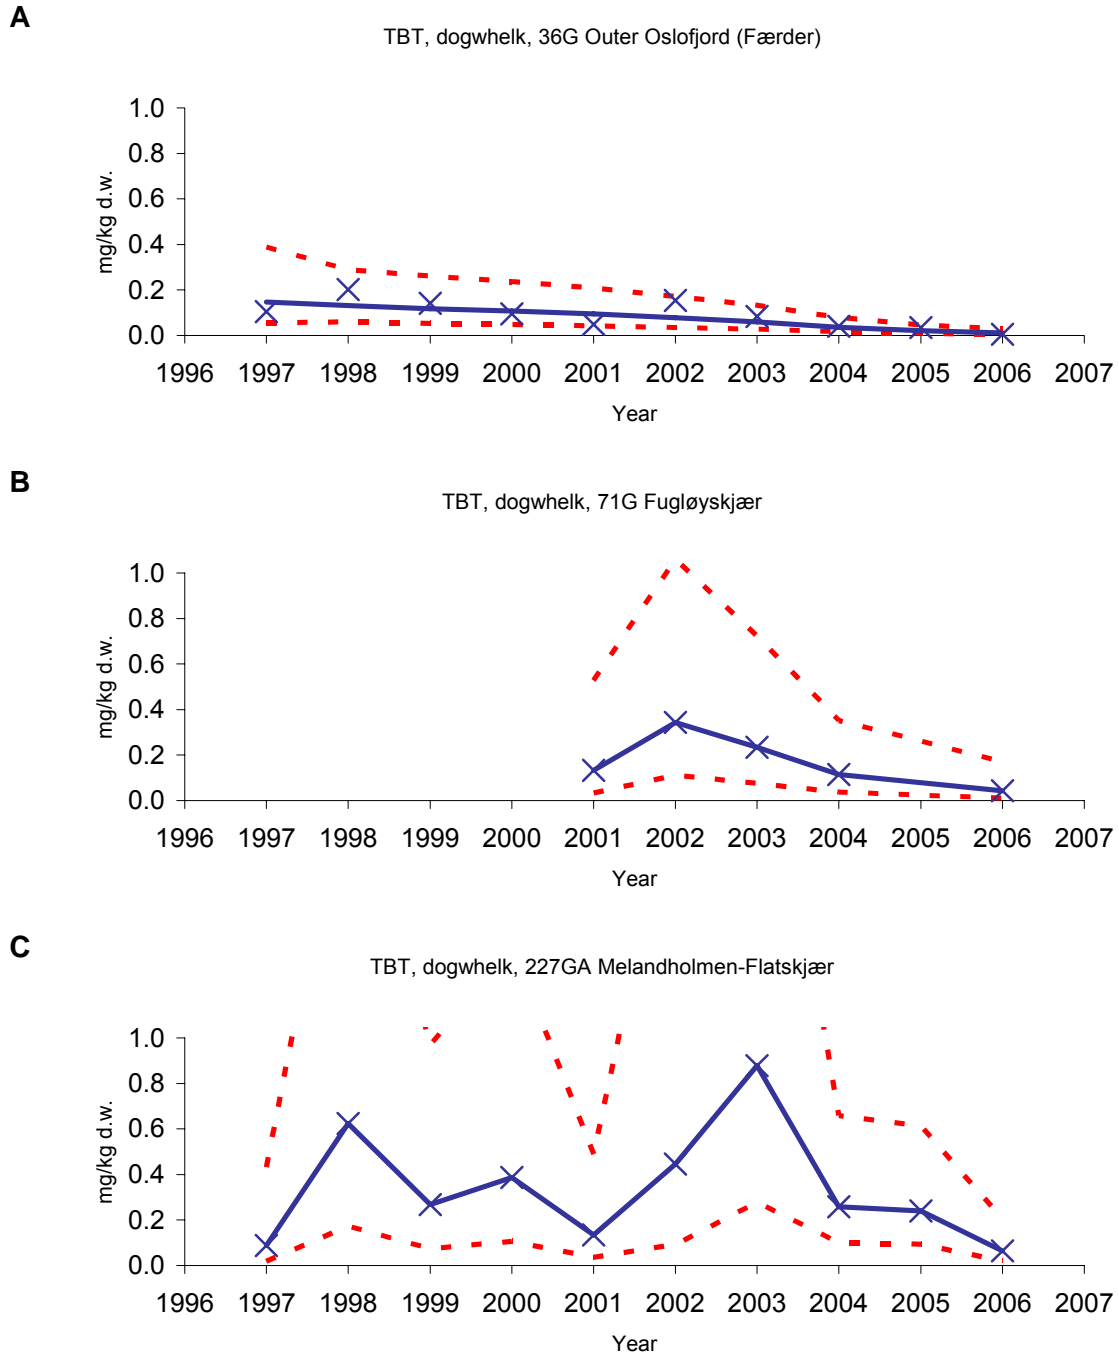 A
TBT, dogwhelk, 36G Outer Oslofjord (Færder)
mg/kg d.w.
1.0
0.8
0.6
0.4
0.2
0.0
1996 1997 1998 1999 2000 2001 2002 2003 2004 2005 2006 2007
Year
B
TBT, dogwhelk, 71G Fugløyskjær
mg/kg d.w.
1.0
0.8
0.6
0.4
0.2
0.0
1996 1997 1998 1999 2000 2001 2002 2003 2004 2005 2006 2007
Year
C
TBT, dogwhelk, 227GA Melandholmen-Flatskjær
mg/kg d.w.
1.0
0.8
0.6
0.4
0.2
0.0
1996 1997 1998 1999 2000 2001 2002 2003 2004 2005 2006 2007
Year